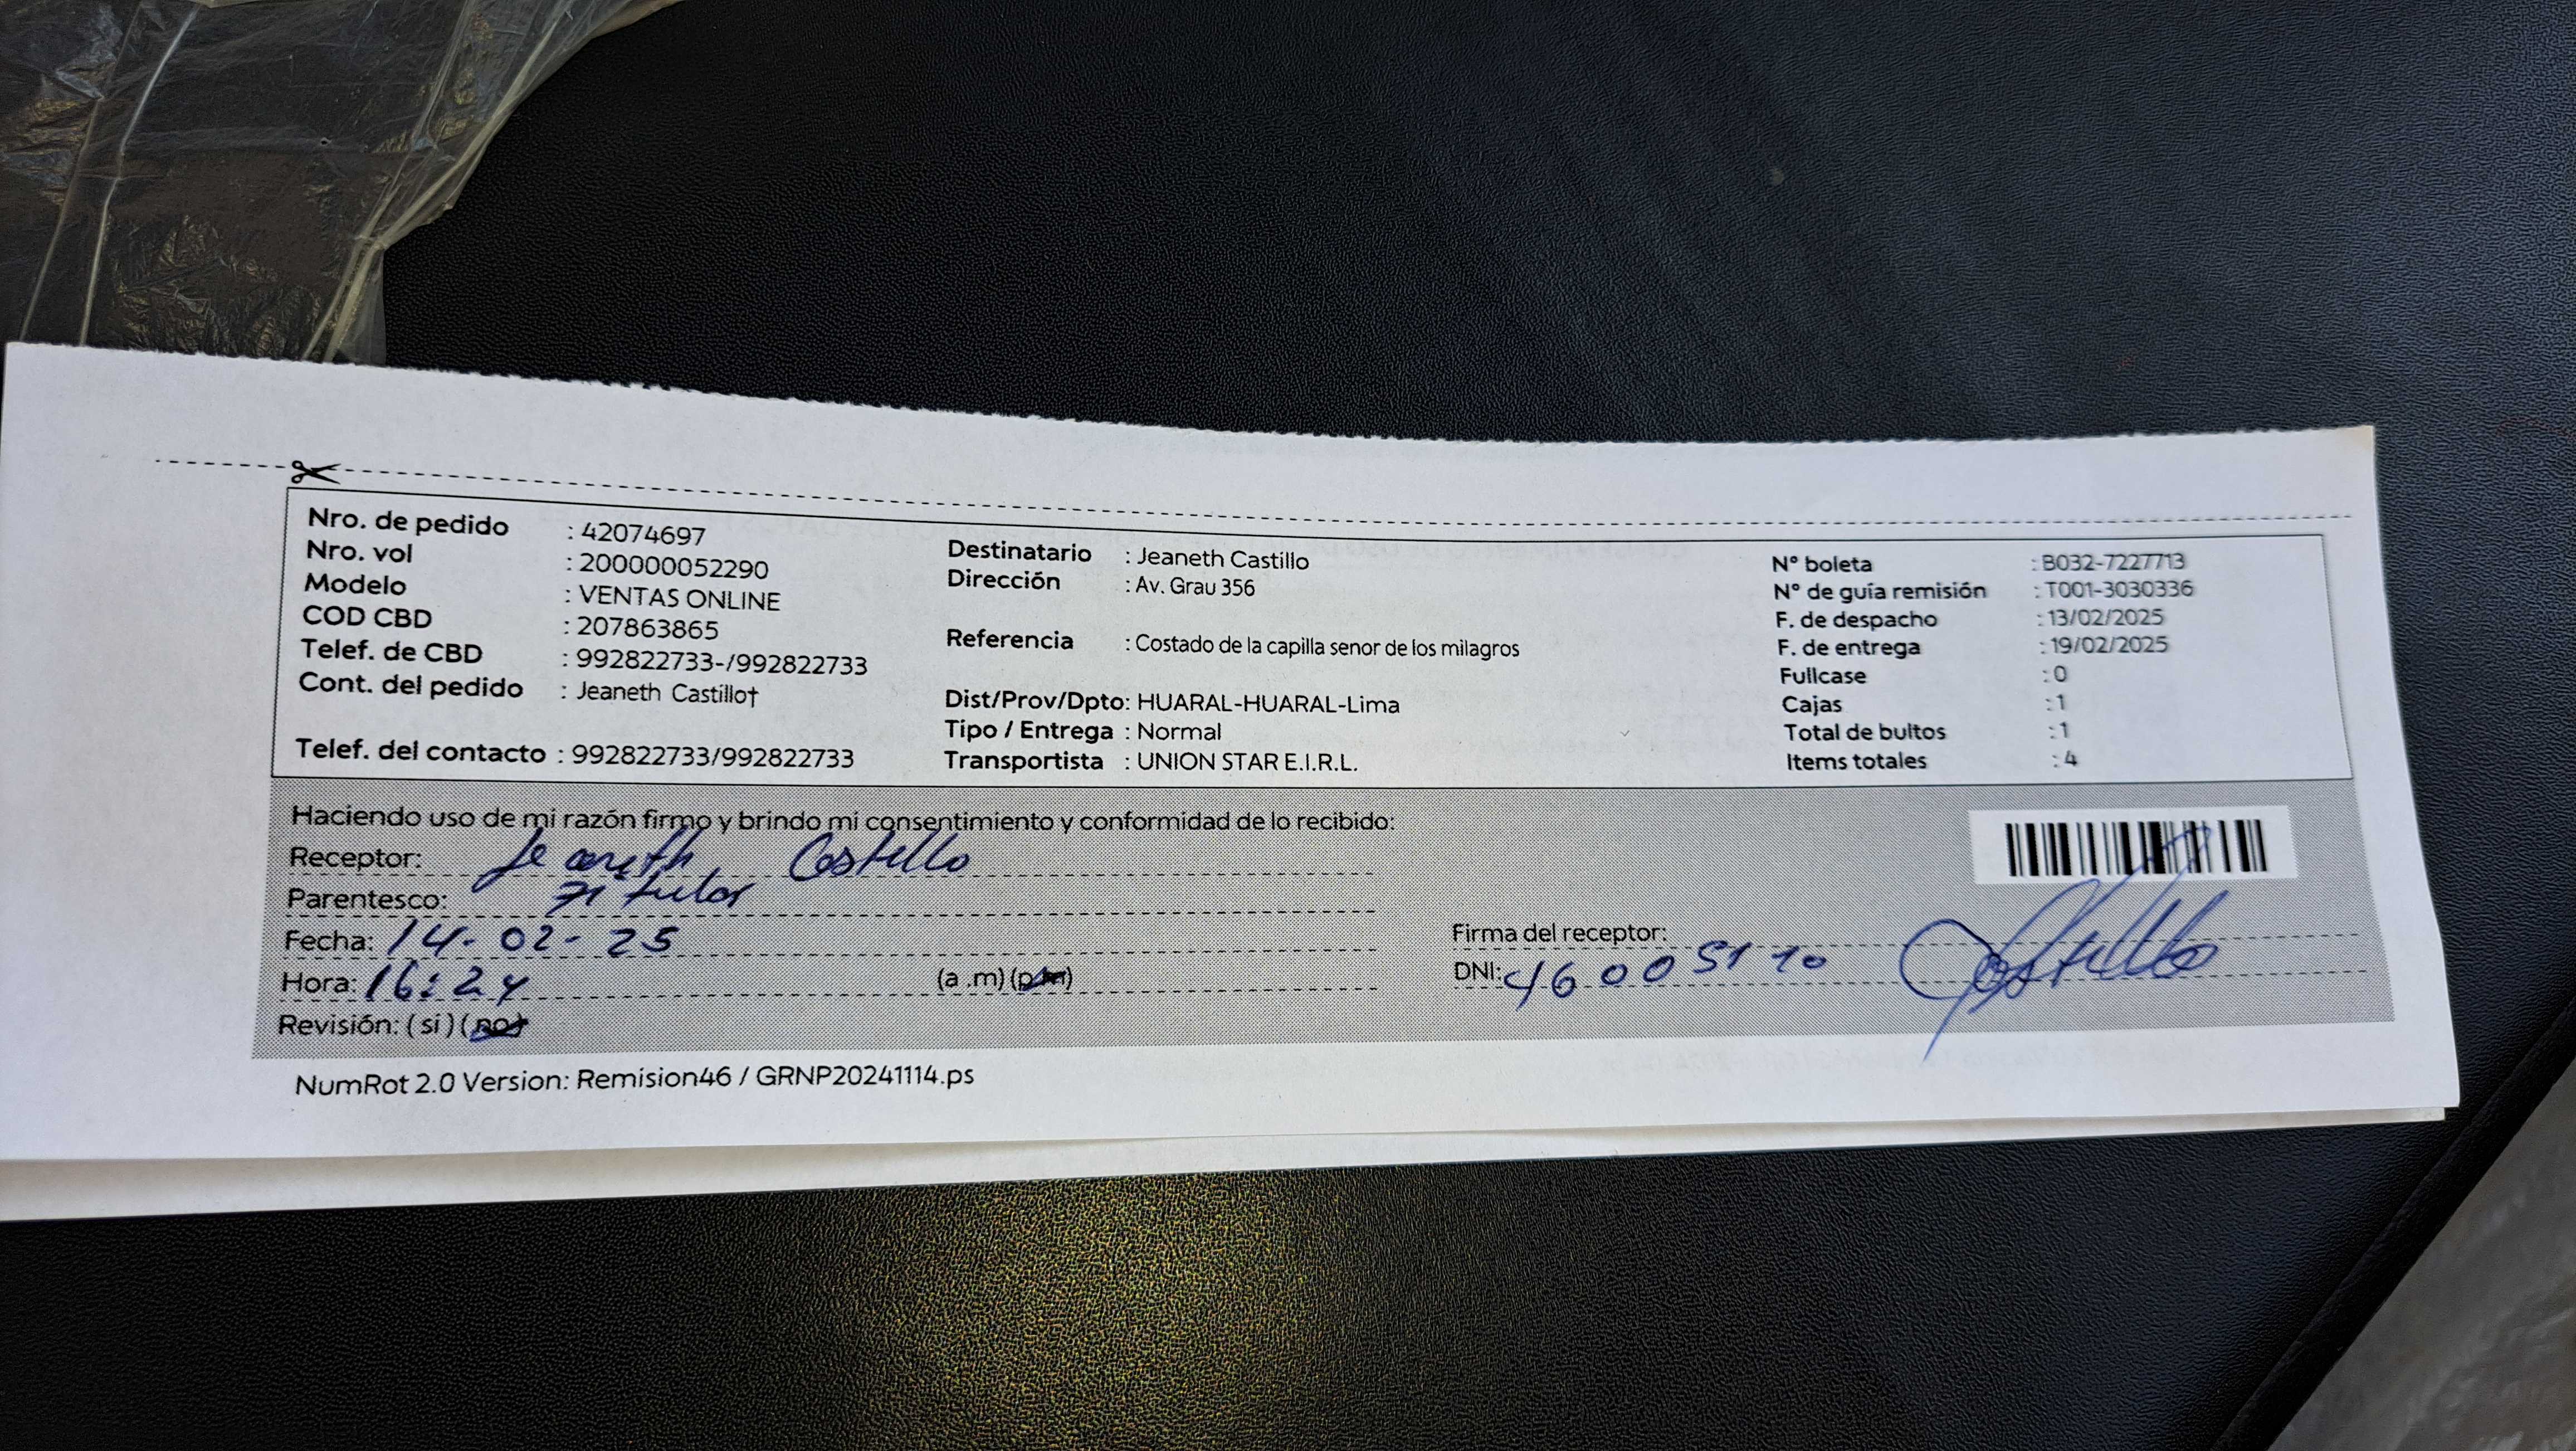 Nro. de pedido : 42074697
Nro. vol : 200000052290
Modelo : VENTAS ONLINE
COD CBD : 207863865
Telef. de CBD : 992822733-/992822733
Cont. del pedido : Jeaneth Castillo†
Telef. del contacto : 992822733/992822733
Destinatario : Jeaneth Castillo
Dirección : Av. Grau 356
Referencia : Costado de la capilla senor de los milagros
Dist/Prov/Dpto: HUARAL-HUARAL-Lima
Tipo / Entrega : Normal
Transportista : UNION STAR E.I.R.L.
N° boleta : B032-7227713
N° de guía remisión : T001-3030336
F. de despacho : 13/02/2025
F. de entrega : 19/02/2025
Fullcase : 0
Cajas : 1
Total de bultos : 1
Items totales : 4
Haciendo uso de mi razón firmo y brindo mi consentimiento y conformidad de lo recibido:
Receptor: Jeaneth Castillo
Parentesco: Titular
Fecha: 14-02-25
Hora: 16:24 (a .m) (p.m)
Revisión: (si) (no)
Firma del receptor: Castillo
DNI: 46005110
NumRot 2.0 Version: Remision46 / GRNP20241114.ps